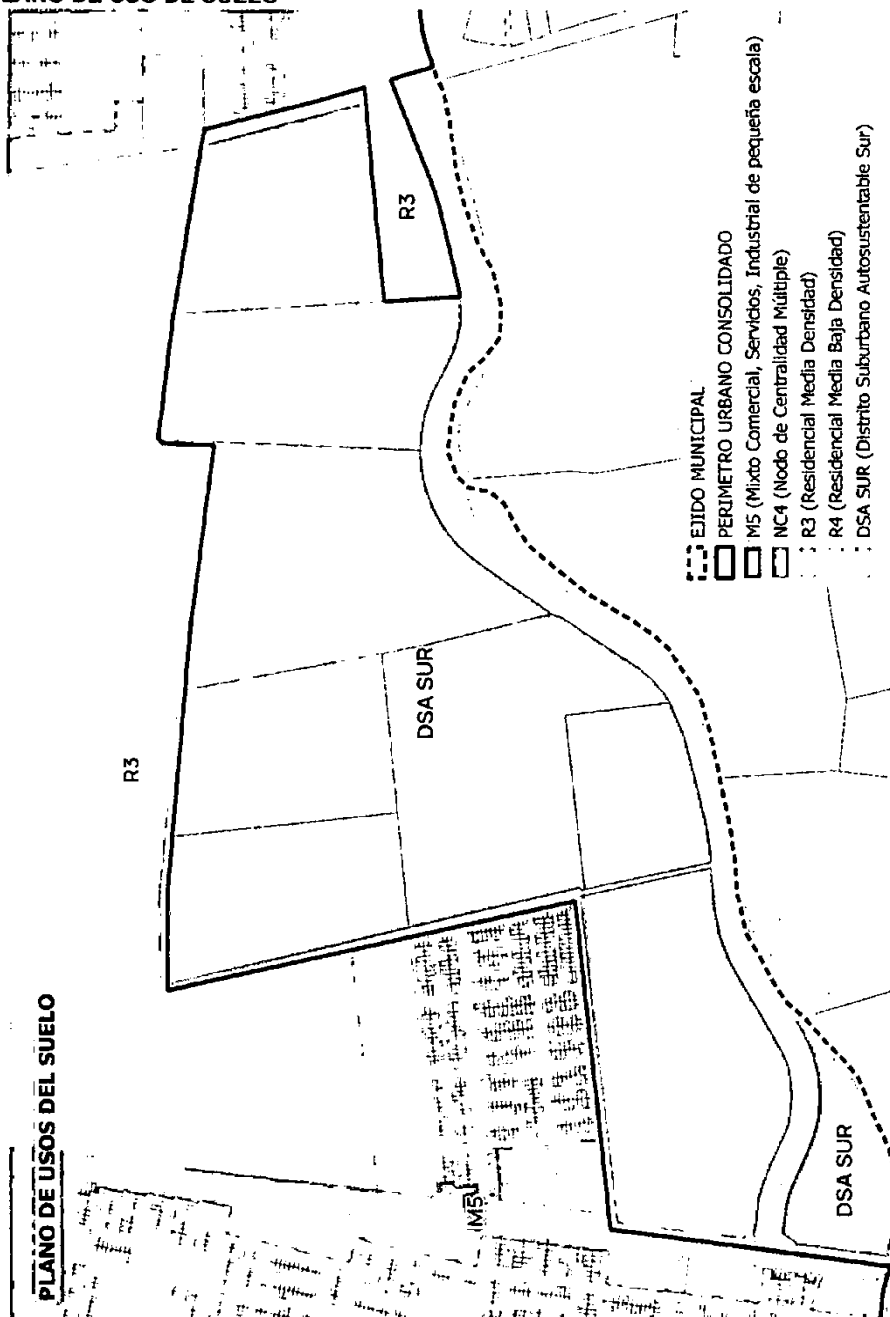 PLANO DE USOS DEL SUELO
R3
R3
DSA SUR
M5
DSA SUR
EJIDO MUNICIPAL
PERIMETRO URBANO CONSOLIDADO
M5 (Mixto Comercial, Servicios, Industrial de pequeña escala)
NC4 (Nodo de Centralidad Múltiple)
R3 (Residencial Media Densidad)
R4 (Residencial Media Baja Densidad)
DSA SUR (Distrito Suburbano Autosustentable Sur)